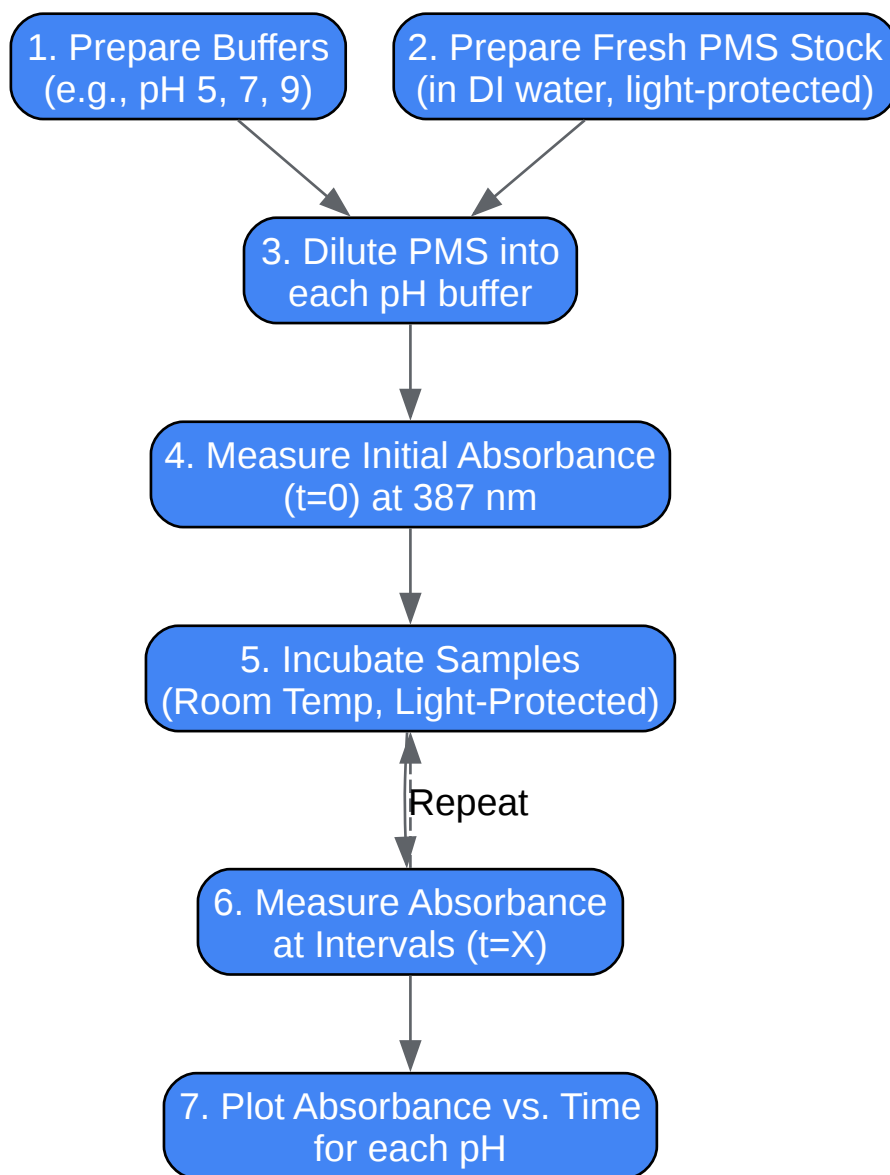 1. Prepare Buffers
(e.g., pH 5, 7, 9)
2. Prepare Fresh PMS Stock
(in DI water, light-protected)
3. Dilute PMS into
each pH buffer
4. Measure Initial Absorbance
(t=0) at 387 nm
5. Incubate Samples
(Room Temp, Light-Protected)
Repeat
6. Measure Absorbance
at Intervals (t=X)
7. Plot Absorbance vs. Time
for each pH